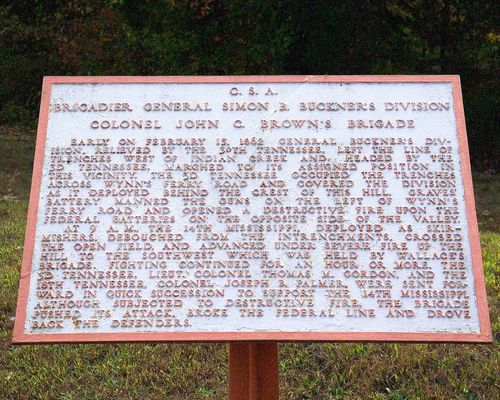 C. S. A.
BRIGADIER GENERAL SIMON B. BUCKNER'S DIVISION
COLONEL JOHN C. BROWN'S BRIGADE
EARLY ON FEBRUARY 15, 1862, GENERAL BUCKNER'S DIV-
ISION, RELIEVED BY THE 30TH TENNESSEE, LEFT THE LINE OF
TRENCHES WEST OF INDIAN CREEK AND, HEADED BY THE
3D TENNESSEE, MARCHED TO AN ASSIGNED POSITION IN
THIS VICINITY. THE 3D TENNESSEE OCCUPIED THE TRENCHES
ACROSS WYNN'S FERRY ROAD AND COVERED THE DIVISION
AS IT DEPLOYED BEHIND THE CREST OF THIS HILL. GRAVES'
BATTERY MANNED THE GUNS ON THE LEFT OF WYNN'S
FERRY ROAD AND OPENED A DESTRUCTIVE FIRE UPON THE
FEDERAL BATTERIES ON THE OPPOSITE SIDE OF THE VALLEY.
AT 9 A.M. THE 14TH MISSISSIPPI, DEPLOYED AS SKIR-
MISHERS, DEBOUCHED FROM THE ENTRENCHMENTS, CROSSED
THE OPEN FIELD, AND ADVANCED UNDER SEVERE FIRE UP THE
HILL TO THE SOUTHWEST WHICH WAS HELD BY WALLACE'S
BRIGADE. FIGHTING CONTINUED FOR AN HOUR OR MORE. THE
3D TENNESSEE, LIEUT. COLONEL THOMAS M. GORDON, AND
18TH TENNESSEE, COLONEL JOSEPH B. PALMER, WERE SENT FOR-
WARD IN QUICK SUCCESSION TO SUPPORT THE 14TH MISSISSIPPI.
ALTHOUGH SUBJECTED TO DESTRUCTIVE FIRE, THE BRIGADE
PUSHED ITS ATTACK, BROKE THE FEDERAL LINE AND DROVE
BACK THE DEFENDERS.